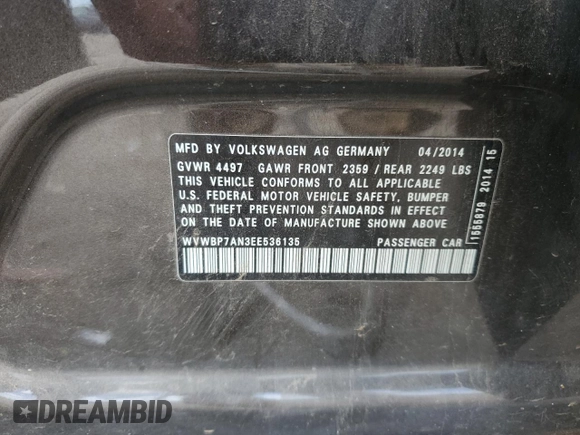 MFD BY VOLKSWAGEN AG GERMANY 04/2014
GVWR 4497 GAWR FRONT 2359 / REAR 2249 LBS
THIS VEHICLE CONFORMS TO ALL APPLICABLE
U.S. FEDERAL MOTOR VEHICLE SAFETY, BUMPER
AND THEFT PREVENTION STANDARDS IN EFFECT
ON THE DATE OF MANUFACTURE SHOWN ABOVE
WVWBP7AN3EE536135 PASSENGER CAR
1555879 2014 15
DREAMBID